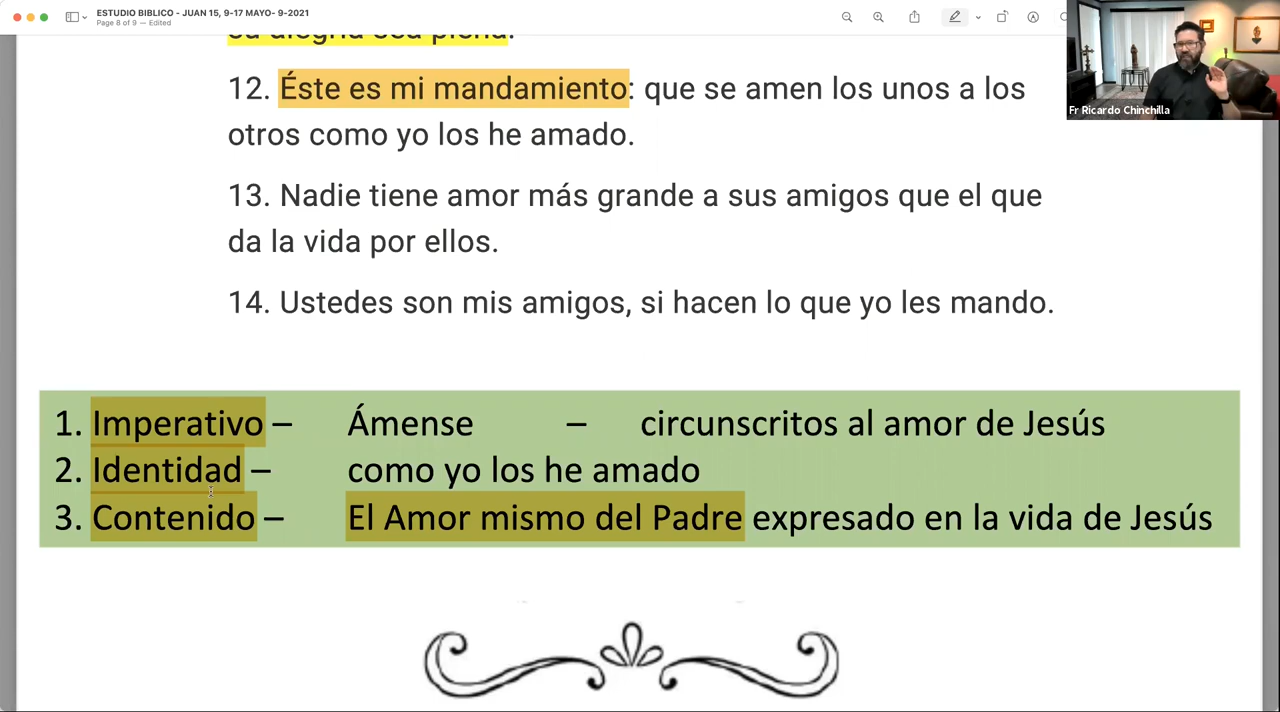 ESTUDIO BIBLICO - JUAN 15, 9-17 MAYO- 9-2021
Page 8 of 9 — Edited
Fr Ricardo Chinchilla
su alegría sea plena.
12. Éste es mi mandamiento: que se amen los unos a los
otros como yo los he amado.
13. Nadie tiene amor más grande a sus amigos que el que
da la vida por ellos.
14. Ustedes son mis amigos, si hacen lo que yo les mando.
1. Imperativo – Ámense – circunscritos al amor de Jesús
2. Identidad – como yo los he amado
3. Contenido – El Amor mismo del Padre expresado en la vida de Jesús